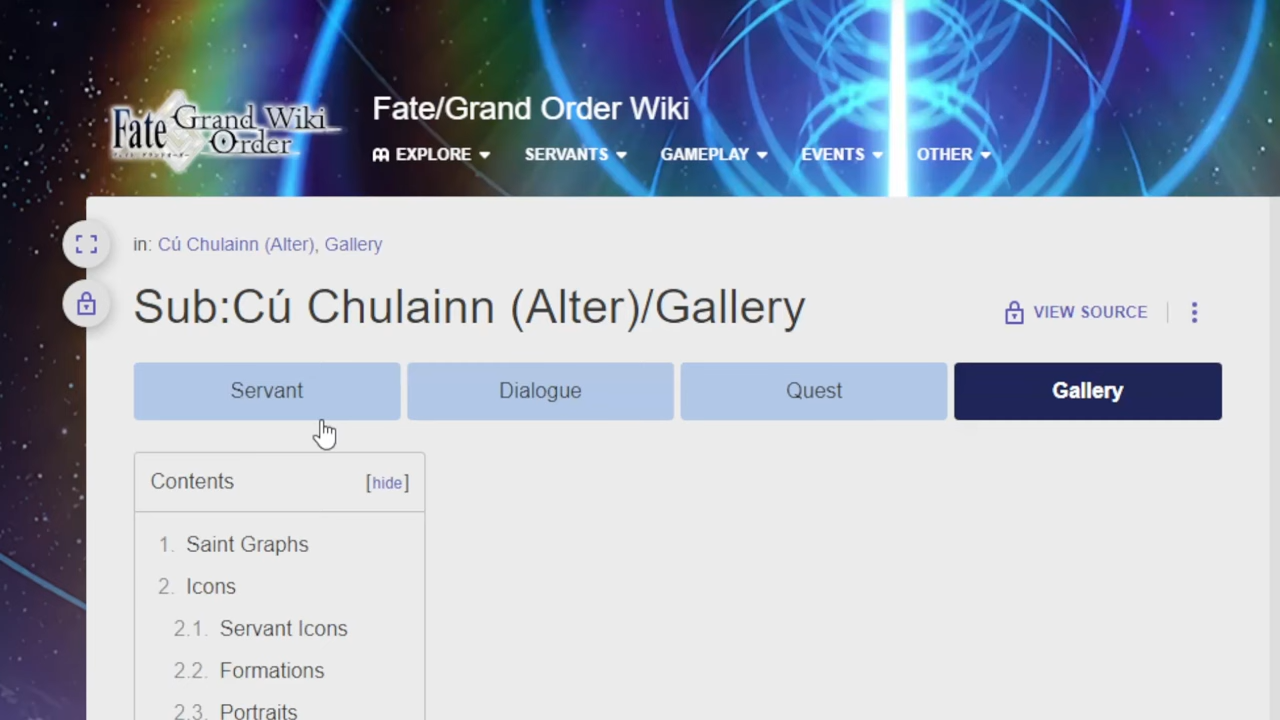 Fate Grand Wiki
Order
Fate/Grand Order Wiki
EXPLORE SERVANTS GAMEPLAY EVENTS OTHER
in: Cú Chulainn (Alter), Gallery
Sub:Cú Chulainn (Alter)/Gallery
VIEW SOURCE
Servant Dialogue Quest Gallery
Contents [hide]
1. Saint Graphs
2. Icons
2.1. Servant Icons
2.2. Formations
2.3. Portraits